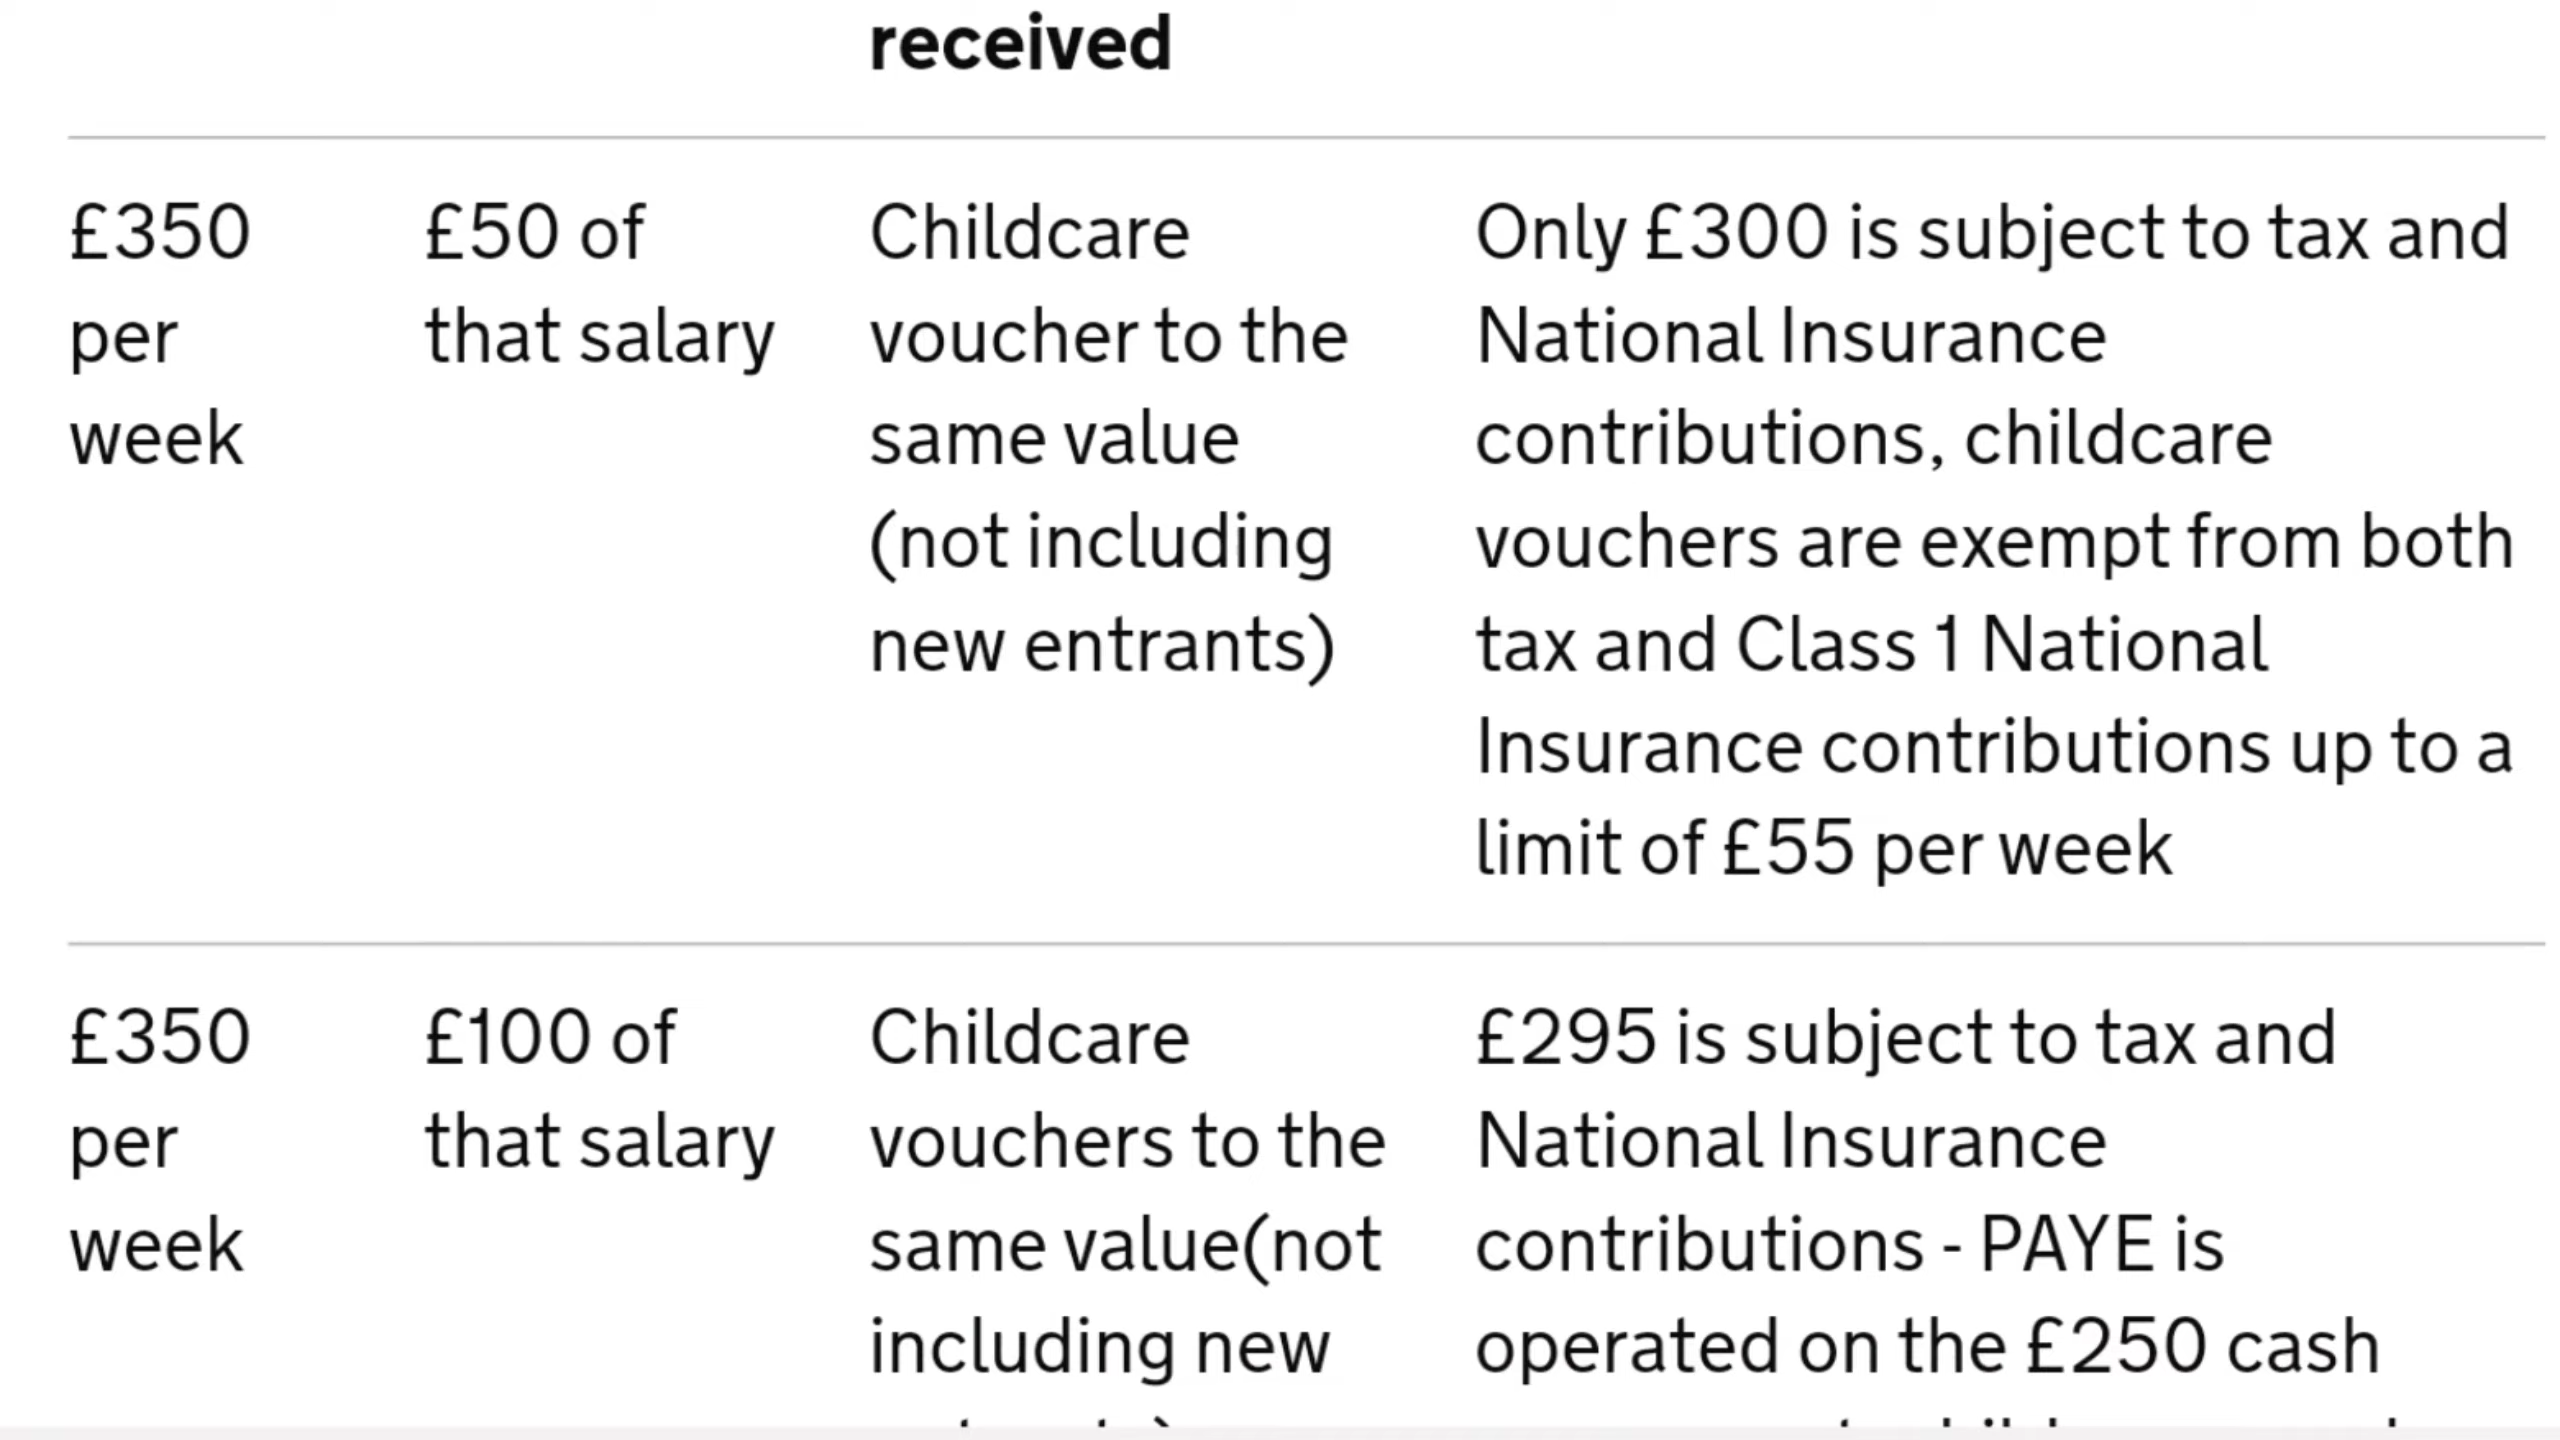 received
£350
per
week
£50 of
that salary
Childcare
voucher to the
same value
(not including
new entrants)
Only £300 is subject to tax and
National Insurance
contributions, childcare
vouchers are exempt from both
tax and Class 1 National
Insurance contributions up to a
limit of £55 per week
£350
per
week
£100 of
that salary
Childcare
vouchers to the
same value(not
including new
£295 is subject to tax and
National Insurance
contributions - PAYE is
operated on the £250 cash